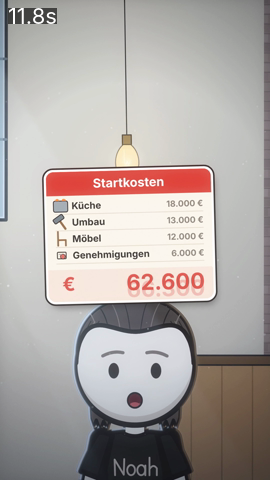 11.8s
Startkosten
Küche 18.000 €
Umbau 13.000 €
Möbel 12.000 €
Genehmigungen 6.000 €
€ 62.600
Noah